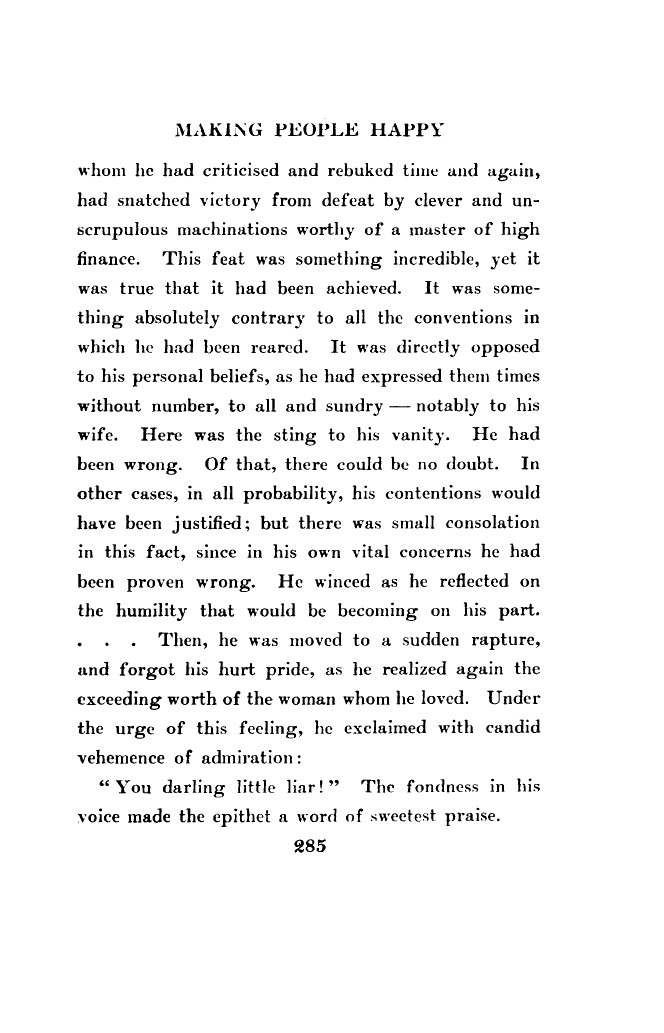 MAKING PEOPLE HAPPY
whom he had criticised and rebuked time and again,
had snatched victory from defeat by clever and un-
scrupulous machinations worthy of a master of high
finance. This feat was something incredible, yet it
was true that it had been achieved. It was some-
thing absolutely contrary to all the conventions in
which he had been reared. It was directly opposed
to his personal beliefs, as he had expressed them times
without number, to all and sundry — notably to his
wife. Here was the sting to his vanity. He had
been wrong. Of that, there could be no doubt. In
other cases, in all probability, his contentions would
have been justified; but there was small consolation
in this fact, since in his own vital concerns he had
been proven wrong. He winced as he reflected on
the humility that would be becoming on his part.
. . . Then, he was moved to a sudden rapture,
and forgot his hurt pride, as he realized again the
exceeding worth of the woman whom he loved. Under
the urge of this feeling, he exclaimed with candid
vehemence of admiration:
“You darling little liar!” The fondness in his
voice made the epithet a word of sweetest praise.
285